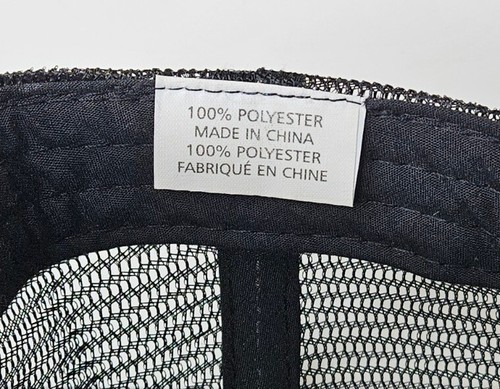 100% POLYESTER
MADE IN CHINA
100% POLYESTER
FABRIQUÉ EN CHINE